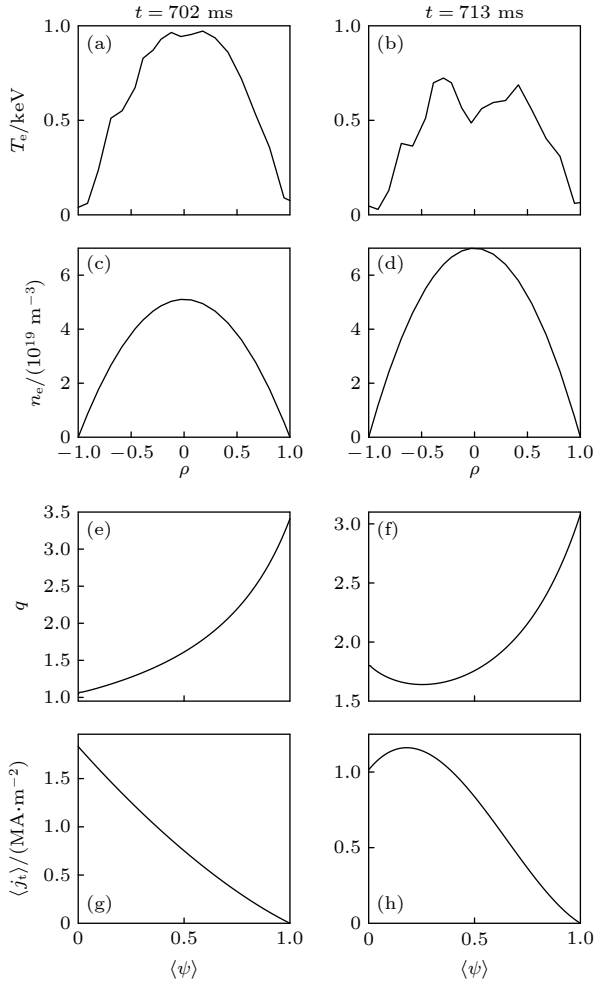 t = 702 ms t = 713 ms
(a) (b)
1.0 1.0
0.5 0.5
0 0
Te/keV
(c) (d)
6 6
4 4
2 2
0 0
ne/(10^19 m^−3)
−1.0 −0.5 0 0.5 1.0 −1.0 −0.5 0 0.5 1.0
ρ ρ
(e) (f)
3.5
3.0 3.0
2.5 2.5
2.0 2.0
1.5 1.5
1.0
q
1.5 1.0
1.0 0.5
0.5 0
0
⟨jt⟩/(MA·m^−2)
(g) (h)
0 0.5 1.0 0 0.5 1.0
⟨ψ⟩ ⟨ψ⟩